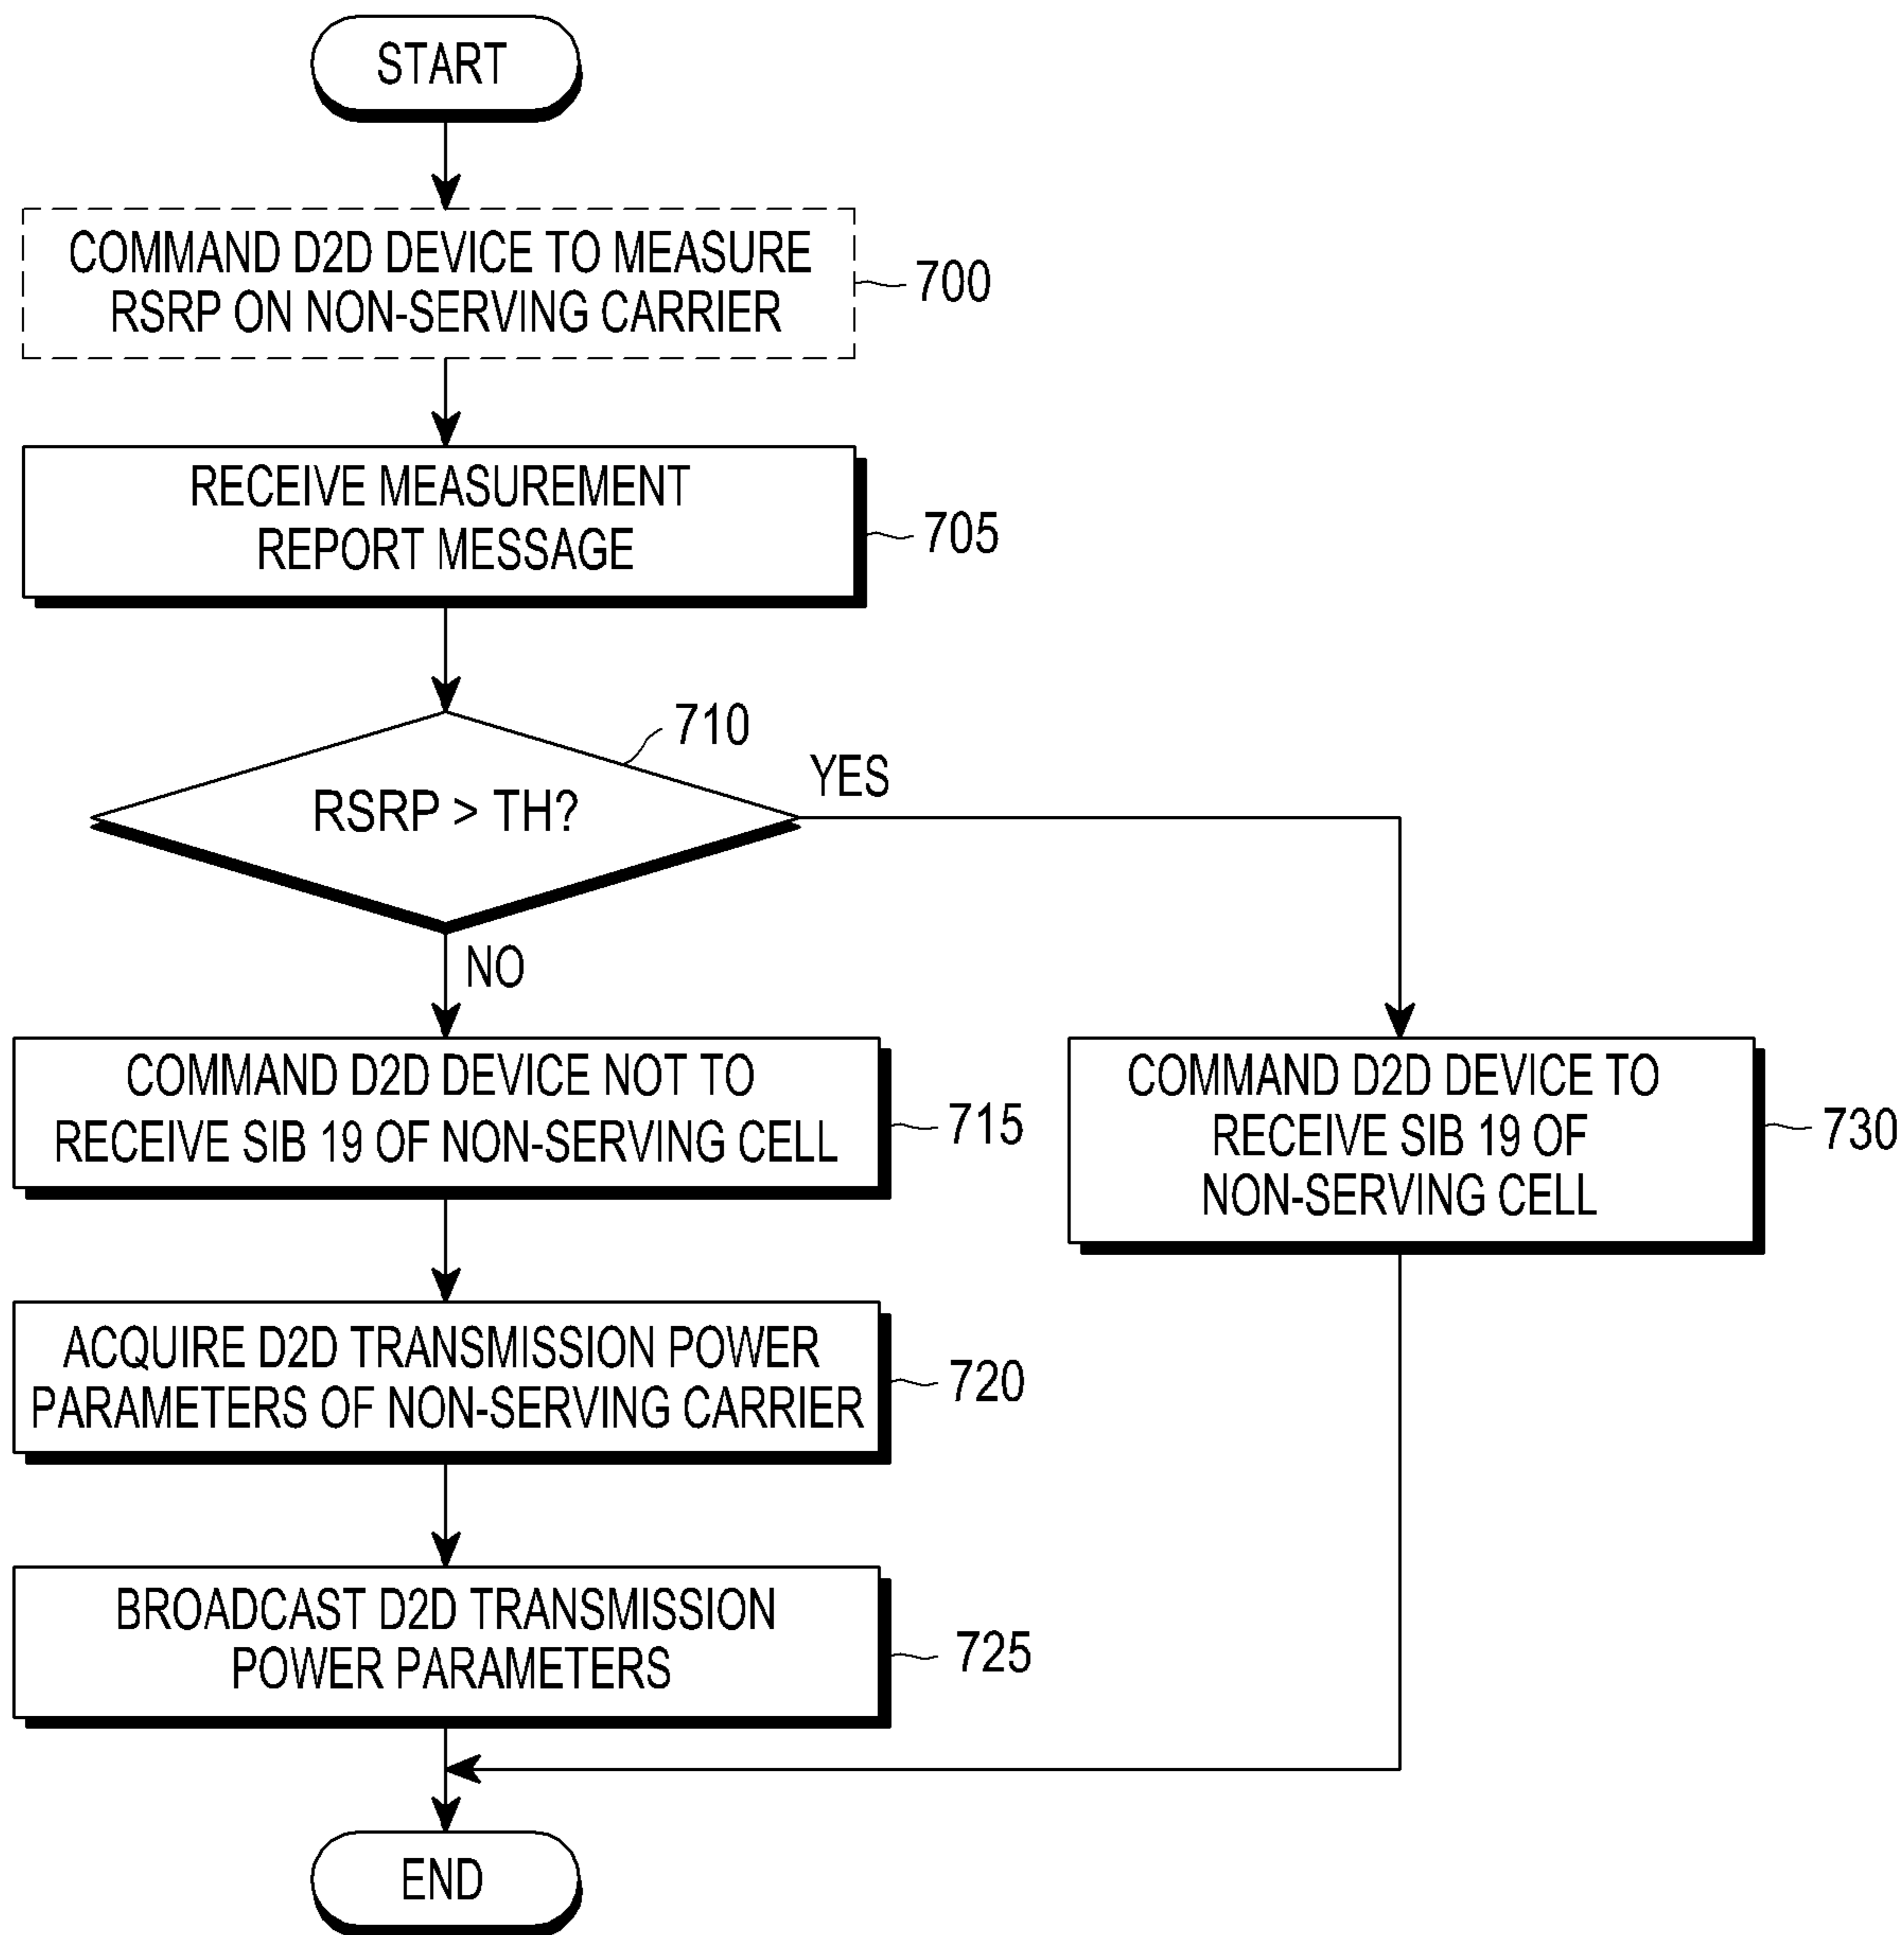 START
COMMAND D2D DEVICE TO MEASURE
RSRP ON NON-SERVING CARRIER
700
RECEIVE MEASUREMENT
REPORT MESSAGE
705
710
RSRP > TH?
YES
NO
COMMAND D2D DEVICE NOT TO
RECEIVE SIB 19 OF NON-SERVING CELL
715
COMMAND D2D DEVICE TO
RECEIVE SIB 19 OF
NON-SERVING CELL
730
ACQUIRE D2D TRANSMISSION POWER
PARAMETERS OF NON-SERVING CARRIER
720
BROADCAST D2D TRANSMISSION
POWER PARAMETERS
725
END